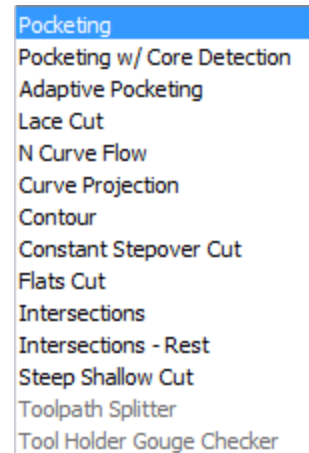 Pocketing
Pocketing w/ Core Detection
Adaptive Pocketing
Lace Cut
N Curve Flow
Curve Projection
Contour
Constant Stepover Cut
Flats Cut
Intersections
Intersections - Rest
Steep Shallow Cut
Toolpath Splitter
Tool Holder Gouge Checker